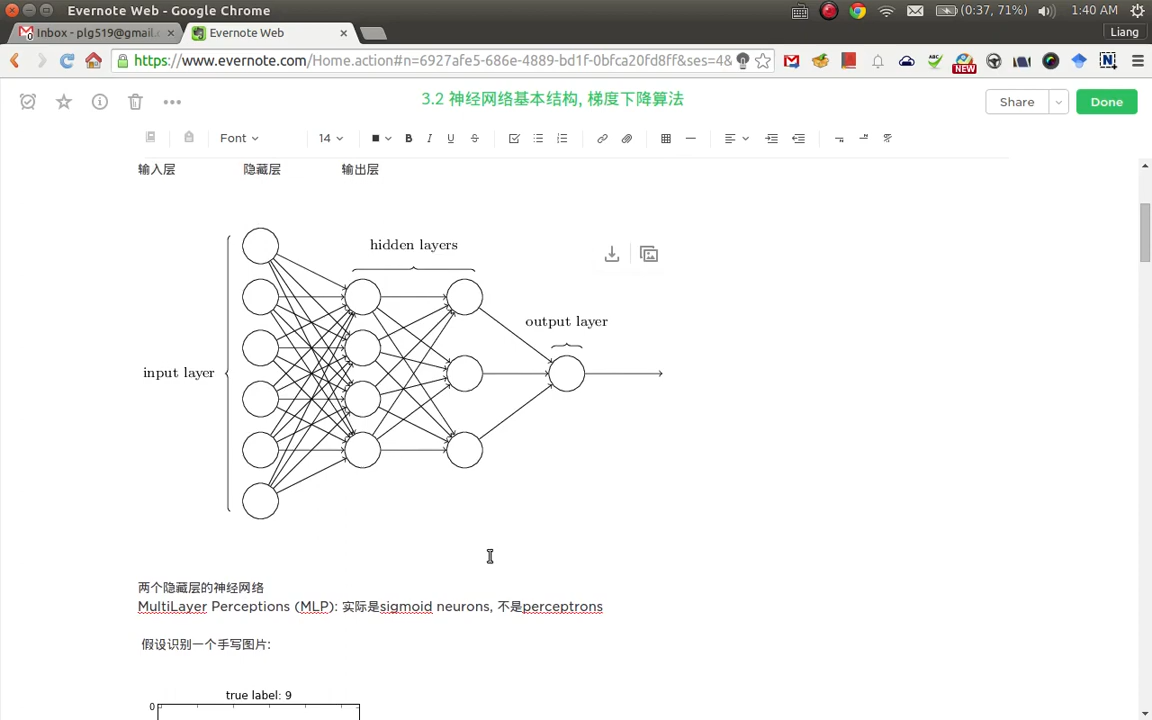 Evernote Web - Google Chrome
(0:37, 71%)
1:40 AM
Inbox - plg519@gmail.c
Evernote Web
Liang
https://www.evernote.com/Home.action#n=6927afe5-686e-4889-bd1f-0bfca20fd8ff&ses=4&
NEW
3.2 神经网络基本结构, 梯度下降算法
Share
Done
Font
14
B I U S
输入层 隐藏层 输出层
hidden layers
output layer
input layer
两个隐藏层的神经网络
MultiLayer Perceptions (MLP): 实际是sigmoid neurons, 不是perceptrons
假设识别一个手写图片:
true label: 9
0